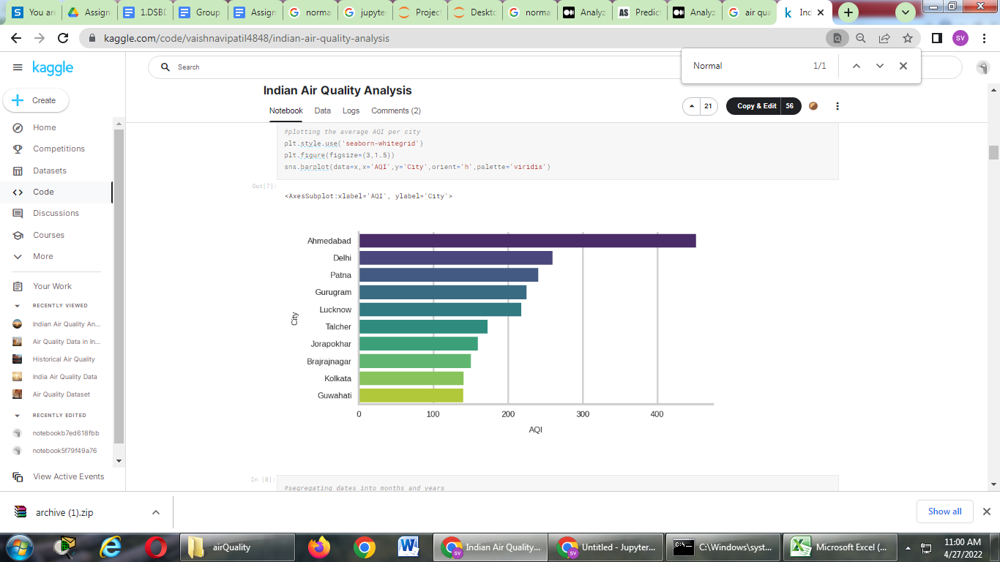 You are
Assign
1.DSBD
Group
Assign
norma
jupyte
Project
Deskto
norma
Analyz
Predict
Analyz
air qua
Ind
kaggle.com/code/vaishnavipatil4848/indian-air-quality-analysis
SV
Normal
1/1
kaggle
Search
Create
Home
Competitions
Datasets
Code
Discussions
Courses
More
Your Work
RECENTLY VIEWED
Indian Air Quality An...
Air Quality Data in In...
Historical Air Quality
India Air Quality Data
Air Quality Dataset
RECENTLY EDITED
notebookb7ed618fbb
notebook5f79f49a76
View Active Events
Indian Air Quality Analysis
Notebook Data Logs Comments (2)
21
Copy & Edit 56
#plotting the average AQI per city
plt.style.use('seaborn-whitegrid')
plt.figure(figsize=(3,1.5))
sns.barplot(data=x,x='AQI',y='City',orient='h',palette='viridis')
Out[7]:
<AxesSubplot:xlabel='AQI', ylabel='City'>
Ahmedabad
Delhi
Patna
Gurugram
Lucknow
Talcher
Jorapokhar
Brajrajnagar
Kolkata
Guwahati
City
0 100 200 300 400
AQI
In [8]:
#segregating dates into months and years
archive (1).zip
Show all
airQuality
Indian Air Quality...
SV
Untitled - Jupyter...
SV
C:\Windows\syst...
Microsoft Excel (...
11:00 AM
4/27/2022